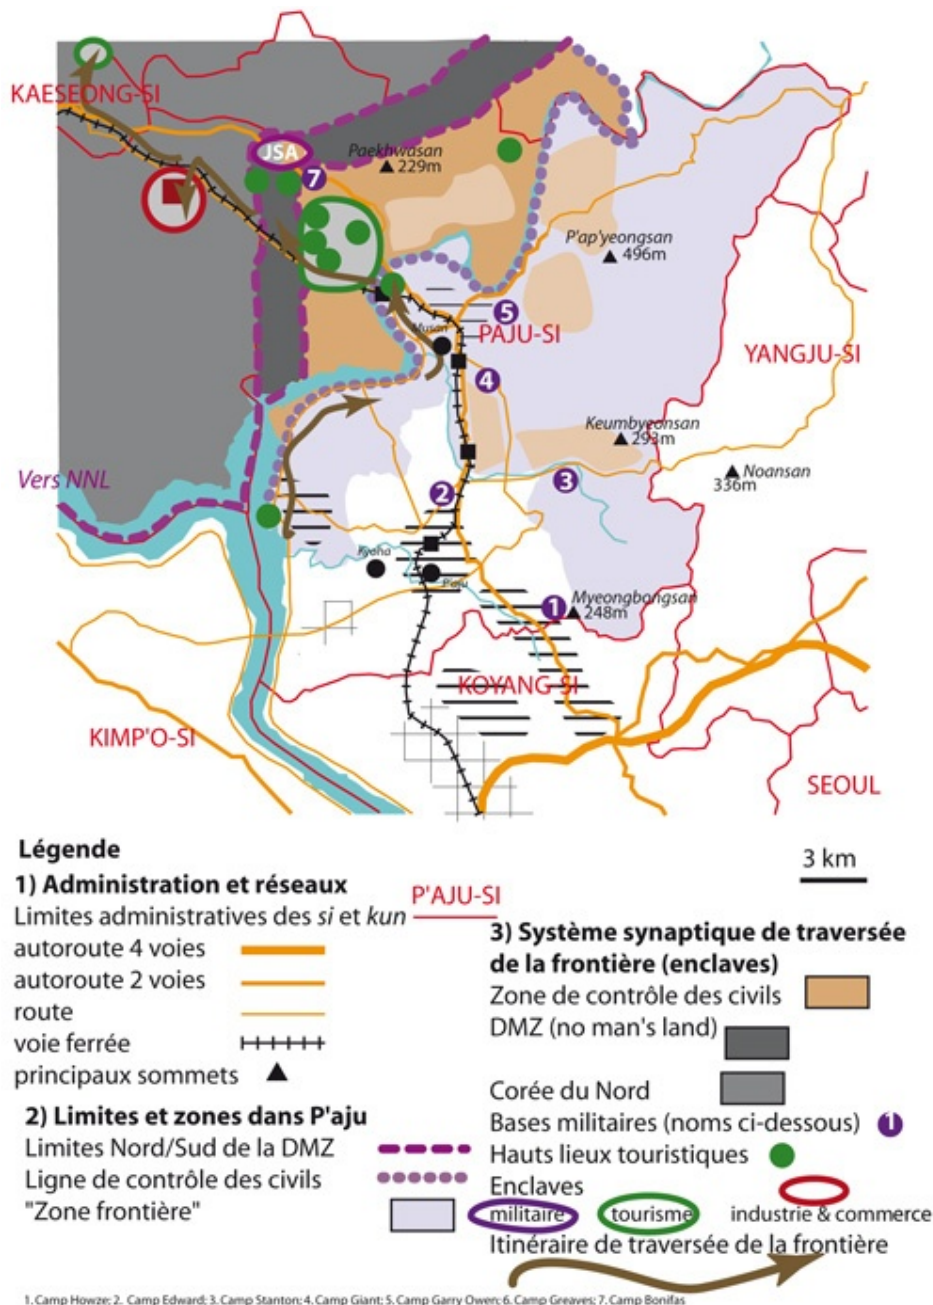 KAESEONG-SI
JSA
7
Paekhwasan
229m
P'ap'yeongsan
496m
5
Musan
PAJU-SI
YANGJU-SI
4
Keumbyeonsan
293m
Vers NNL
2
3
Noansan
336m
Kyoha
P'aju
1
Myeongbongsan
248m
KOYANG-SI
KIMP'O-SI
SEOUL
3 km
Légende
1) Administration et réseaux
P'AJU-SI
Limites administratives des si et kun
autoroute 4 voies
autoroute 2 voies
route
voie ferrée
principaux sommets
2) Limites et zones dans P'aju
Limites Nord/Sud de la DMZ
Ligne de contrôle des civils
"Zone frontière"
3) Système synaptique de traversée
de la frontière (enclaves)
Zone de contrôle des civils
DMZ (no man's land)
Corée du Nord
Bases militaires (noms ci-dessous) 1
Hauts lieux touristiques
Enclaves
militaire tourisme industrie & commerce
Itinéraire de traversée de la frontière
1. Camp Howze; 2. Camp Edward; 3. Camp Stanton; 4. Camp Giant; 5. Camp Garry Owen; 6. Camp Greaves; 7. Camp Bonifas